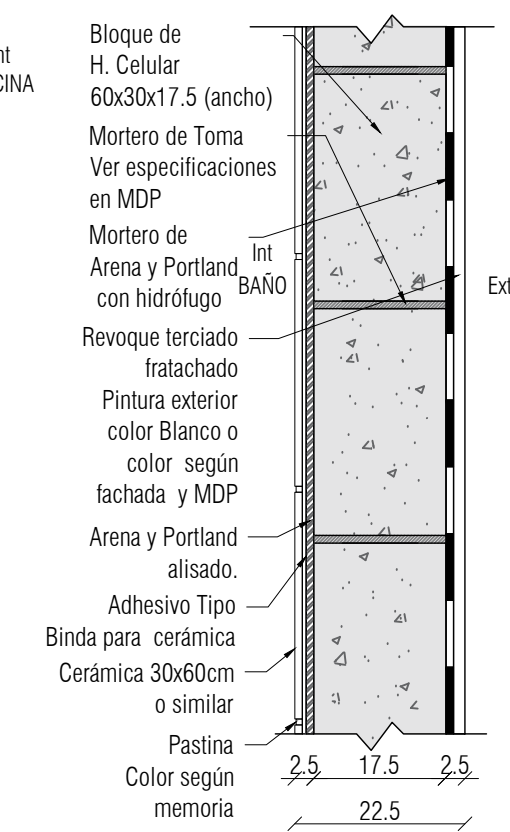 Bloque de
H. Celular
60x30x17.5 (ancho)
Mortero de Toma
Ver especificaciones
en MDP
Mortero de
Arena y Portland
con hidrófugo
Int
BAÑO
Ext
Revoque terciado
fratachado
Pintura exterior
color Blanco o
color según
fachada y MDP
Arena y Portland
alisado.
Adhesivo Tipo
Binda para cerámica
Cerámica 30x60cm
o similar
Pastina
Color según
memoria
2.5 17.5 2.5
22.5